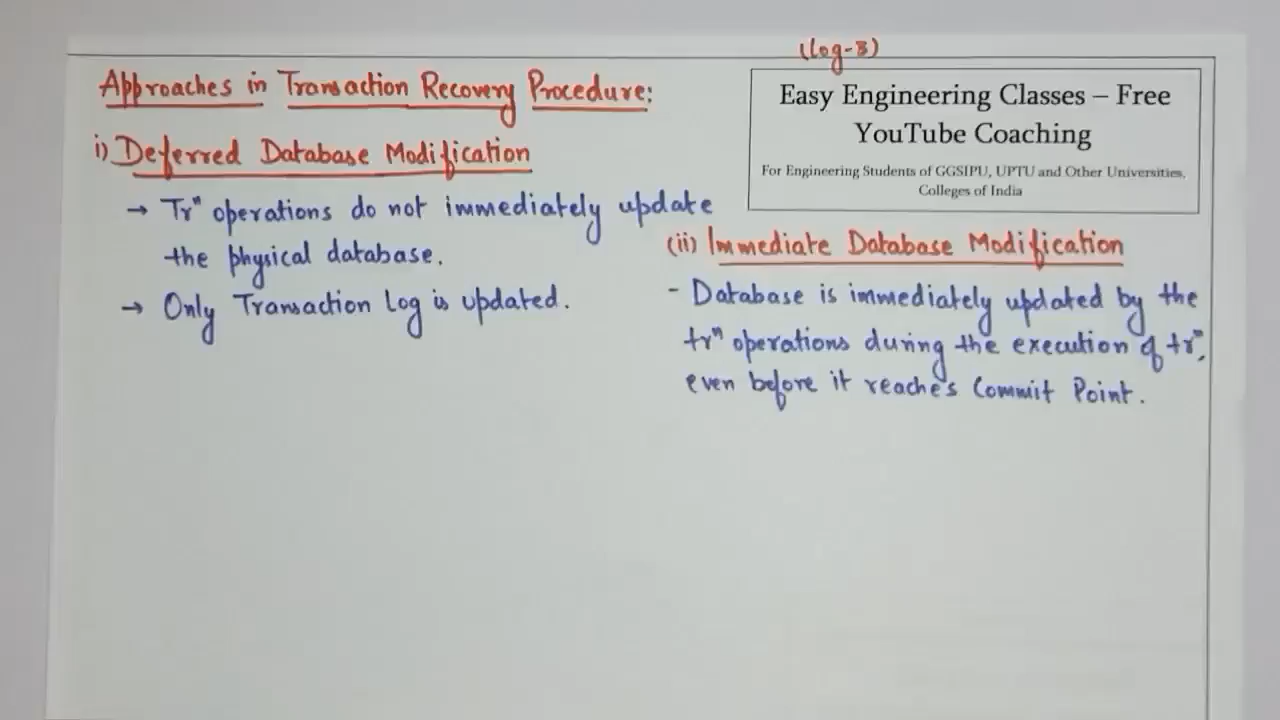 (log-3)
Approaches in Transaction Recovery Procedure:
Easy Engineering Classes – Free
YouTube Coaching
For Engineering Students of GGSIPU, UPTU and Other Universities,
Colleges of India
i) Deferred Database Modification
→ Trⁿ operations do not immediately update
the physical database.
→ Only Transaction Log is updated.
(ii) Immediate Database Modification
- Database is immediately updated by the
trⁿ operations during the execution of trⁿ,
even before it reaches Commit Point.